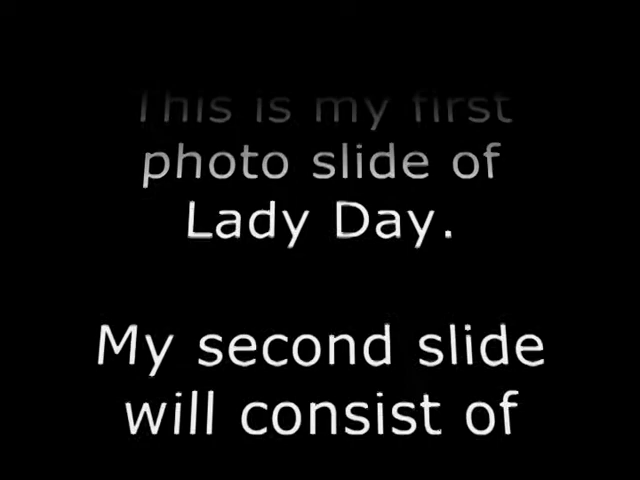 This is my first
photo slide of
Lady Day.
My second slide
will consist of